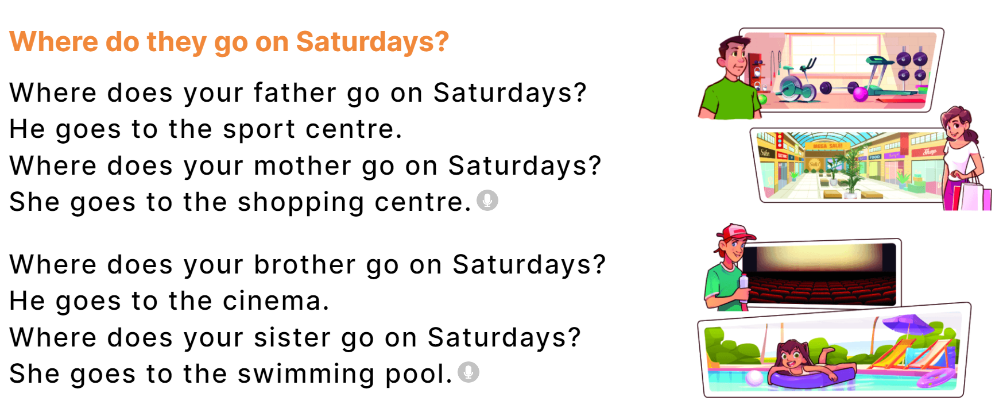 Where do they go on Saturdays?
Where does your father go on Saturdays?
He goes to the sport centre.
Where does your mother go on Saturdays?
She goes to the shopping centre.
Where does your brother go on Saturdays?
He goes to the cinema.
Where does your sister go on Saturdays?
She goes to the swimming pool.
MEGA SALE!
Salon
Sale!
FOOD
Shop